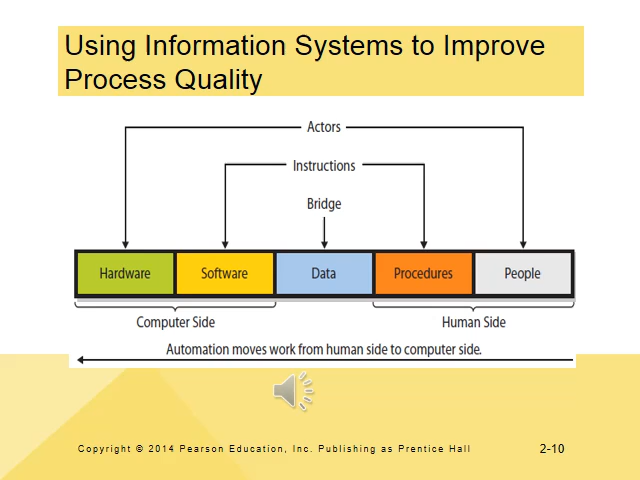 Using Information Systems to Improve
Process Quality
Actors
Instructions
Bridge
Hardware Software Data Procedures People
Computer Side Human Side
Automation moves work from human side to computer side.
Copyright © 2014 Pearson Education, Inc. Publishing as Prentice Hall 2-10